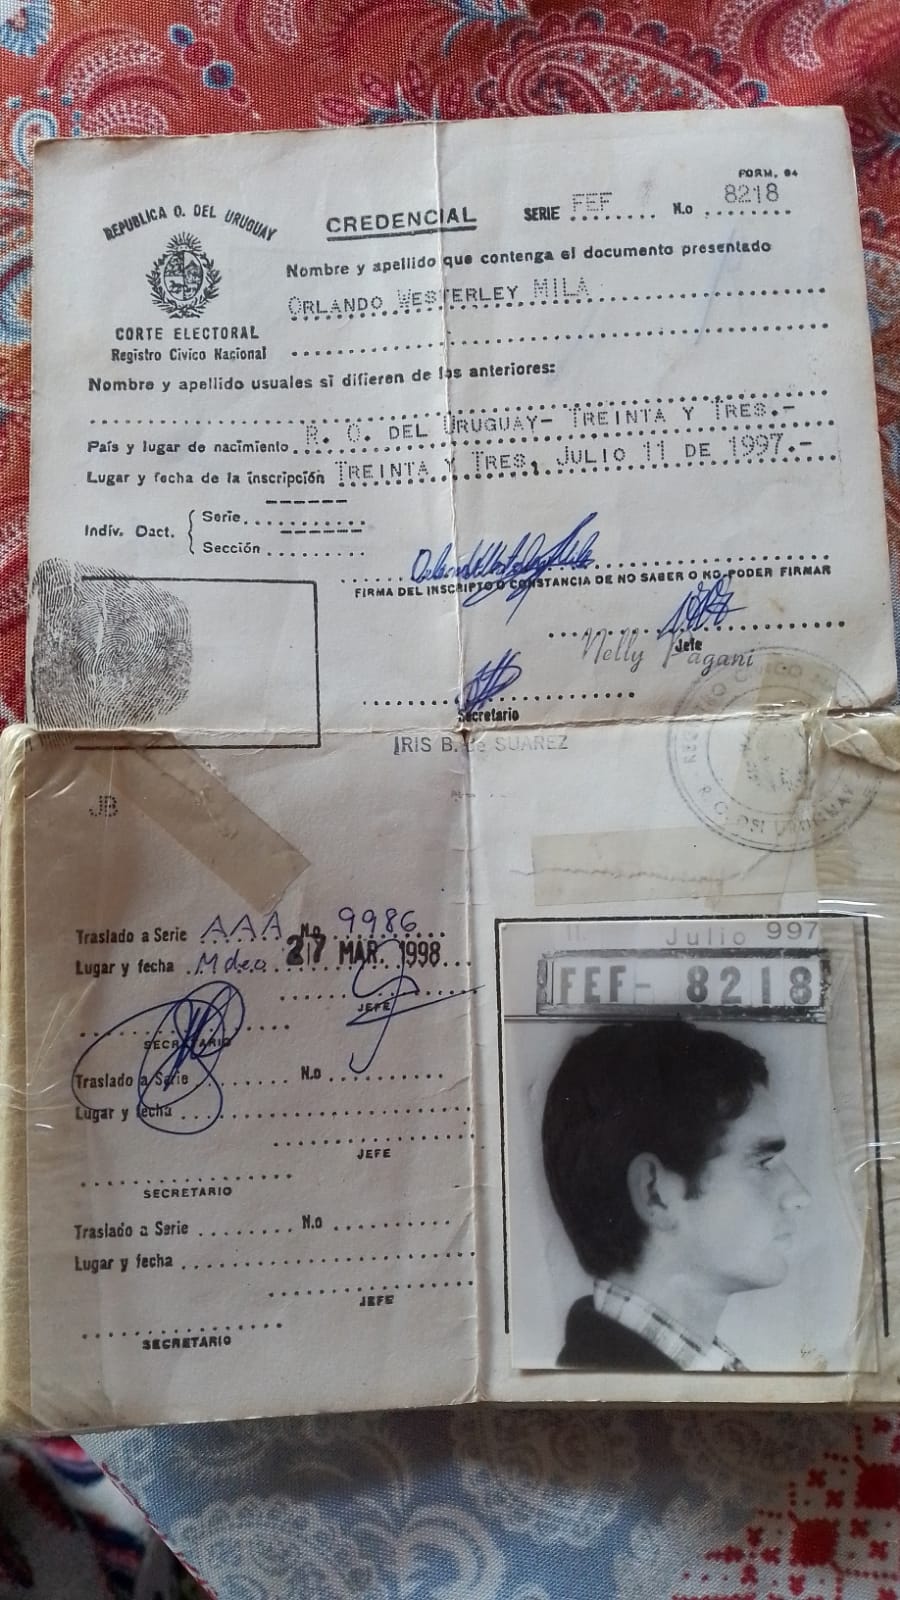 FORM. 84
REPUBLICA O. DEL URUGUAY
CREDENCIAL
SERIE FEF N.o 8218
Nombre y apellido que contenga el documento presentado
ORLANDO WESTERLEY MILA
CORTE ELECTORAL
Registro Cívico Nacional
Nombre y apellido usuales si difieren de los anteriores:
País y lugar de nacimiento R. O. DEL URUGUAY- TREINTA Y TRES.-
Lugar y fecha de la inscripción TREINTA Y TRES, JULIO 11 DE 1997.-
Indiv. Dact.
Serie
Sección
FIRMA DEL INSCRIPTO O CONSTANCIA DE NO SABER O NO PODER FIRMAR
Jefe
Nelly Pagani
Secretario
IRIS B. de SUAREZ
JB
Traslado a Serie AAA N.o 9986
Lugar y fecha Mdeo 27 MAR. 1998
JEFE
SECRETARIO
Traslado a Serie N.o
Lugar y fecha
JEFE
SECRETARIO
Traslado a Serie N.o
Lugar y fecha
JEFE
SECRETARIO
11 Julio 997
FEF- 8218